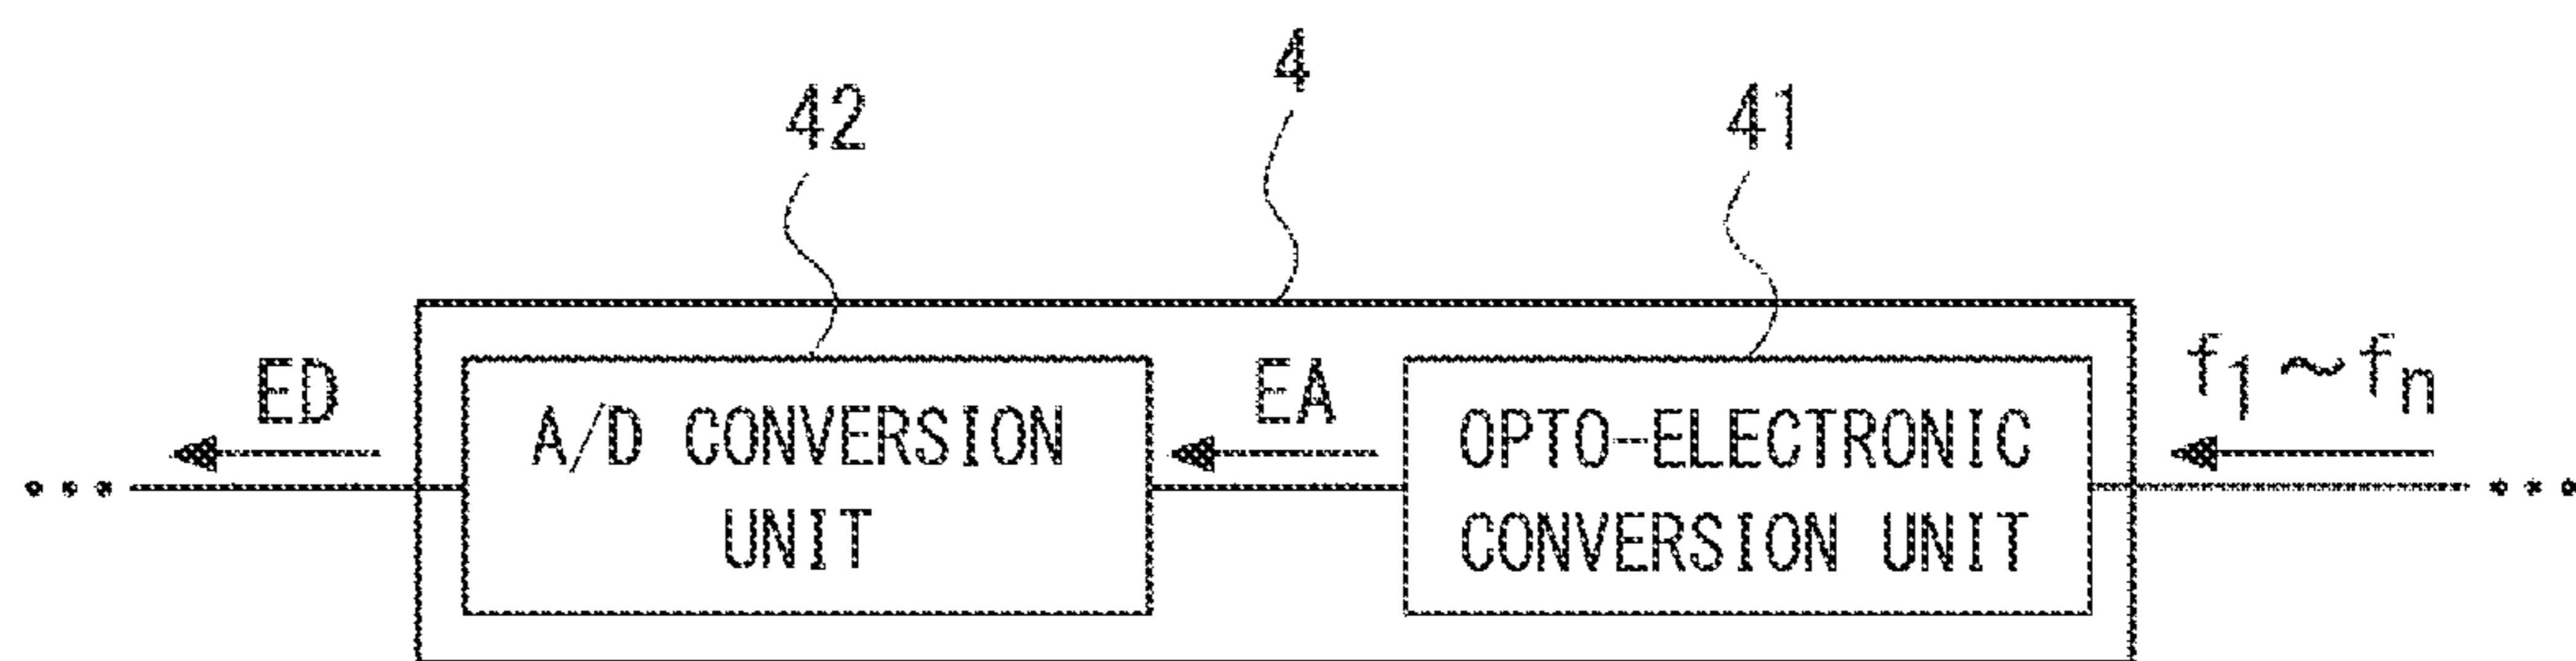 4
42
41
ED
EA
f1~fn
A/D CONVERSION
UNIT
OPTO-ELECTRONIC
CONVERSION UNIT